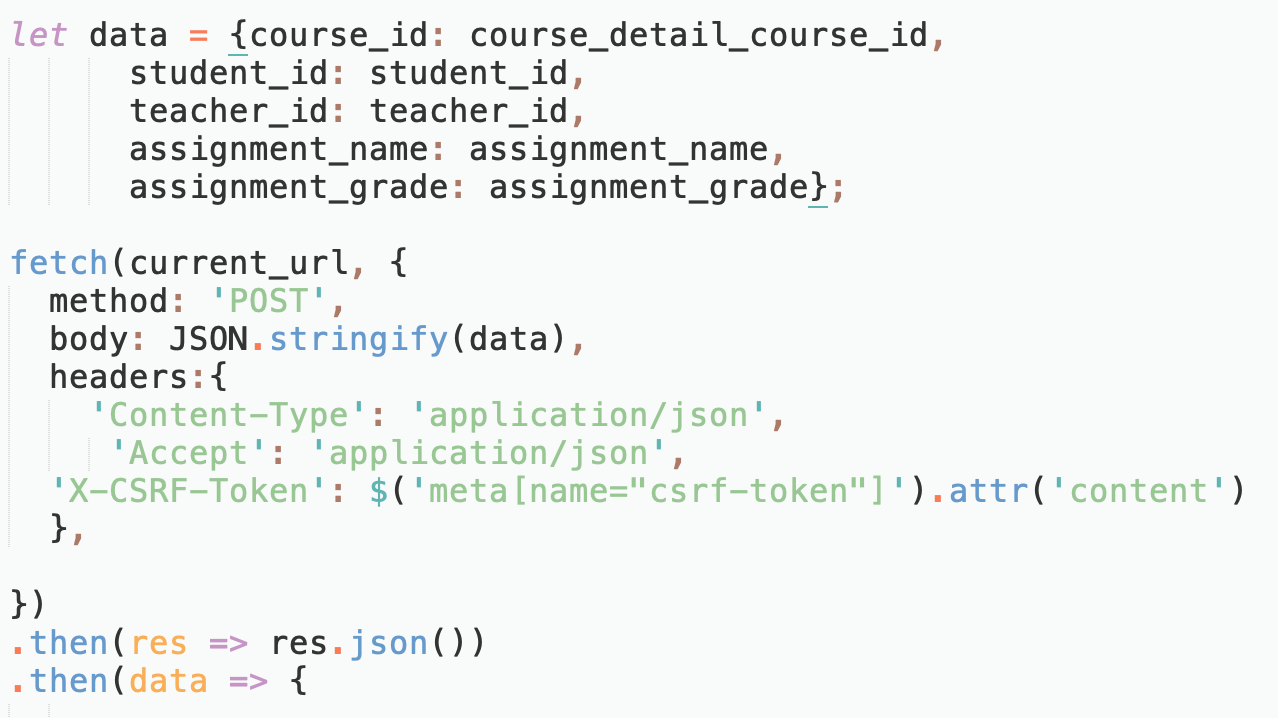 let data = {course_id: course_detail_course_id,
student_id: student_id,
teacher_id: teacher_id,
assignment_name: assignment_name,
assignment_grade: assignment_grade};
fetch(current_url, {
method: 'POST',
body: JSON.stringify(data),
headers:{
'Content-Type': 'application/json',
'Accept': 'application/json',
'X-CSRF-Token': $('meta[name="csrf-token"]').attr('content')
},
})
.then(res => res.json())
.then(data => {